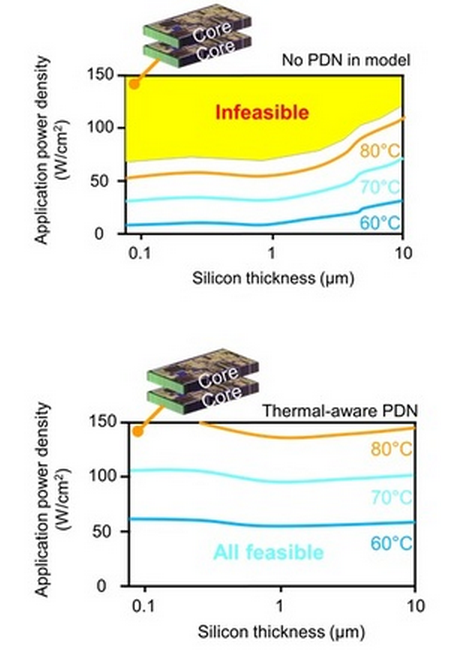 Core
Core
No PDN in model
Application power density
(W/cm²)
150
100
50
0
Infeasible
80°C
70°C
60°C
0.1
1
10
Silicon thickness (µm)
Core
Core
Thermal-aware PDN
Application power density
(W/cm²)
150
100
50
0
80°C
70°C
60°C
All feasible
0.1
1
10
Silicon thickness (µm)